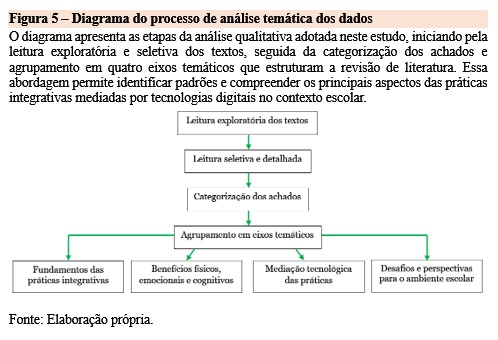 Figura 5 – Diagrama do processo de análise temática dos dados
O diagrama apresenta as etapas da análise qualitativa adotada neste estudo, iniciando pela
leitura exploratória e seletiva dos textos, seguida da categorização dos achados e
agrupamento em quatro eixos temáticos que estruturam a revisão de literatura. Essa
abordagem permite identificar padrões e compreender os principais aspectos das práticas
integrativas mediadas por tecnologias digitais no contexto escolar.
Leitura exploratória dos textos
Leitura seletiva e detalhada
Categorização dos achados
Agrupamento em eixos temáticos
Fundamentos das
práticas integrativas
Benefícios físicos,
emocionais e cognitivos
Mediação tecnológica
das práticas
Desafios e perspectivas
para o ambiente escolar
Fonte: Elaboração própria.